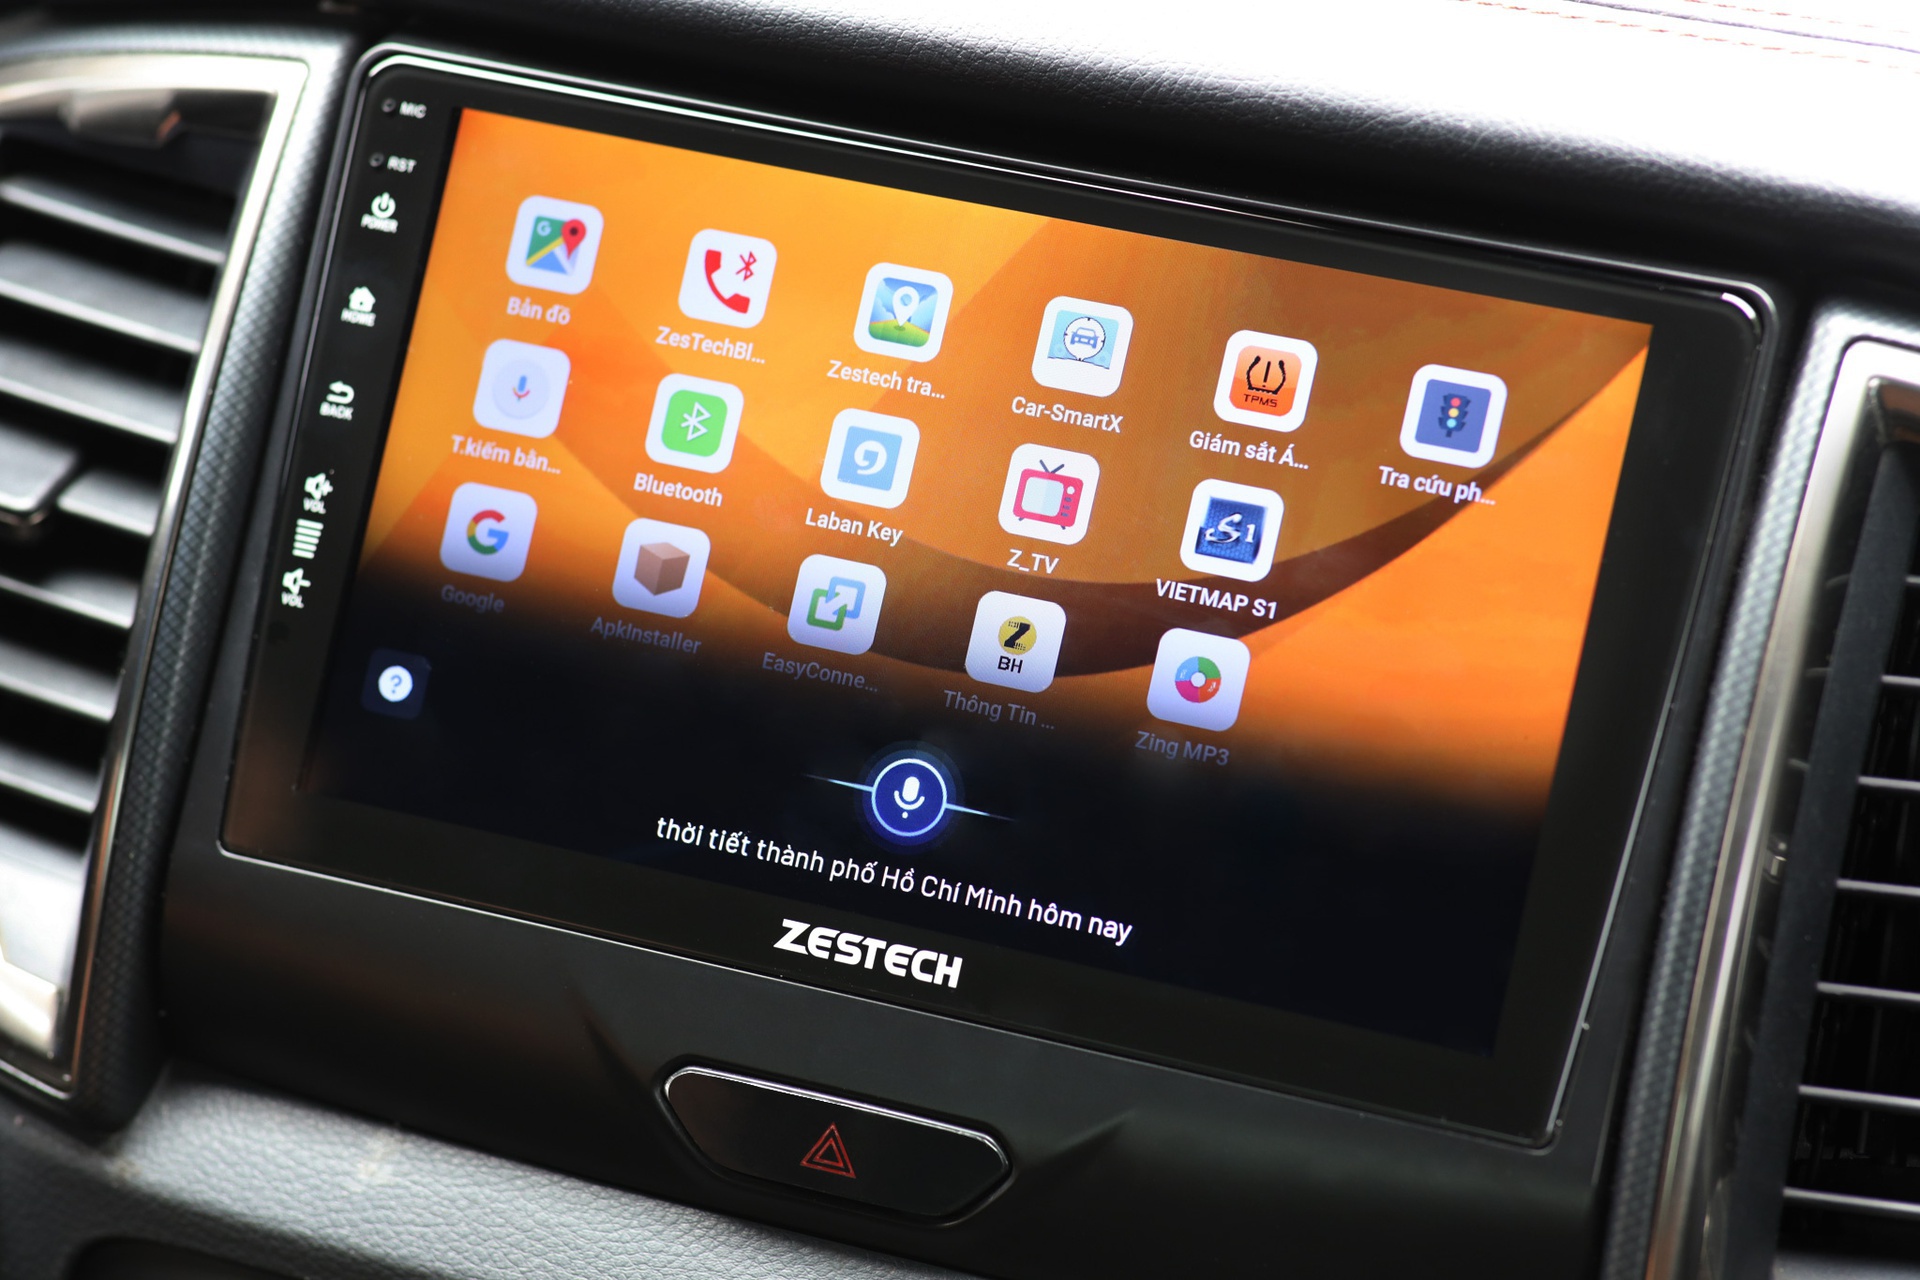 MIC
RST
POWER
HOME
BACK
VOL
VOL
G
Bản đồ
ZesTechBl...
Zestech tra...
Car-SmartX
TPMS
Giám sắt Á...
Tra cứu ph...
T.kiếm bằn...
Bluetooth
Laban Key
Z_TV
S1
VIETMAP S1
G
Google
ApkInstaller
EasyConne...
Z
BH
Thông Tin ...
Zing MP3
?
thời tiết thành phố Hồ Chí Minh hôm nay
ZESTECH